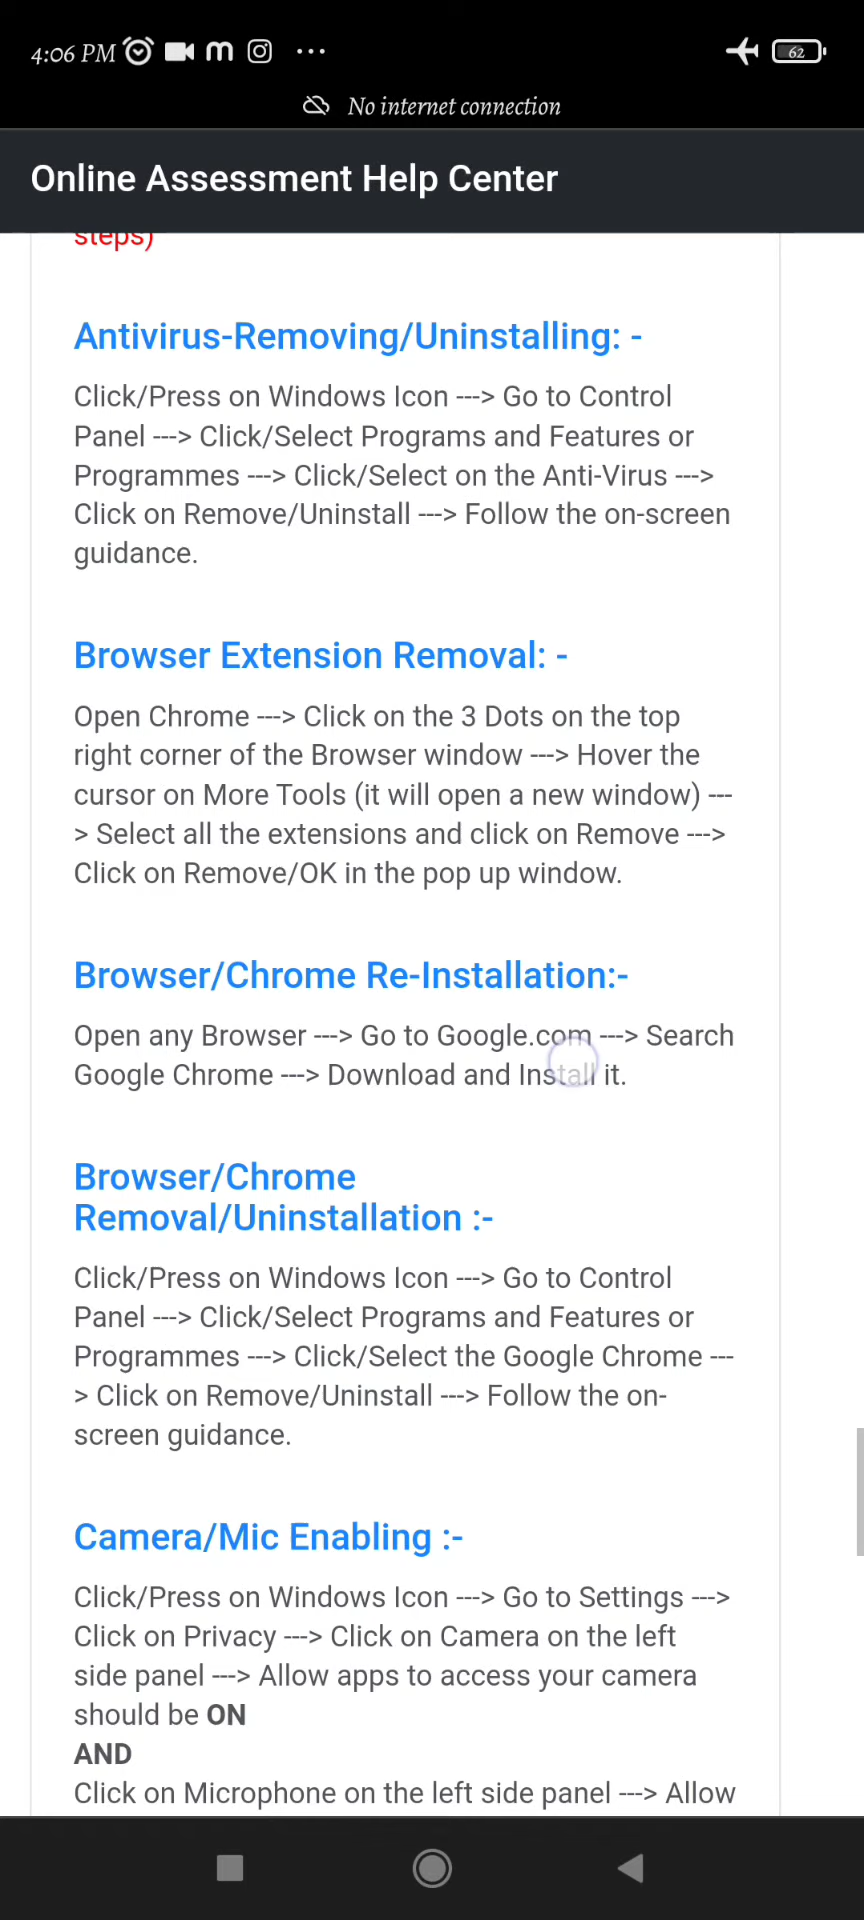 4:06 PM m ... 62
No internet connection
Online Assessment Help Center
steps)
Antivirus-Removing/Uninstalling: -
Click/Press on Windows Icon ---> Go to Control
Panel ---> Click/Select Programs and Features or
Programmes ---> Click/Select on the Anti-Virus --->
Click on Remove/Uninstall ---> Follow the on-screen
guidance.
Browser Extension Removal: -
Open Chrome ---> Click on the 3 Dots on the top
right corner of the Browser window ---> Hover the
cursor on More Tools (it will open a new window) ---
> Select all the extensions and click on Remove --->
Click on Remove/OK in the pop up window.
Browser/Chrome Re-Installation:-
Open any Browser ---> Go to Google.com ---> Search
Google Chrome ---> Download and Install it.
Browser/Chrome
Removal/Uninstallation :-
Click/Press on Windows Icon ---> Go to Control
Panel ---> Click/Select Programs and Features or
Programmes ---> Click/Select the Google Chrome ---
> Click on Remove/Uninstall ---> Follow the on-
screen guidance.
Camera/Mic Enabling :-
Click/Press on Windows Icon ---> Go to Settings --->
Click on Privacy ---> Click on Camera on the left
side panel ---> Allow apps to access your camera
should be ON
AND
Click on Microphone on the left side panel ---> Allow